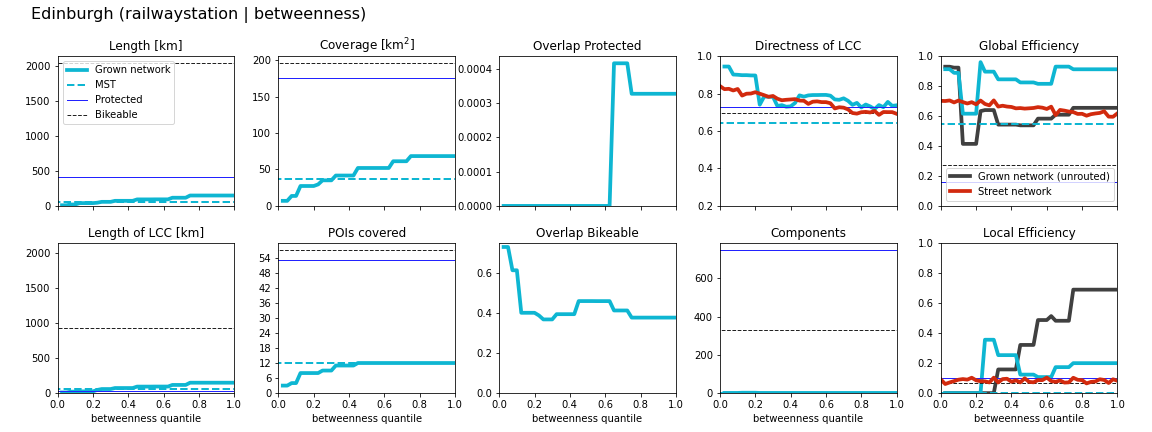 Edinburgh (railwaystation | betweenness)
Length [km]
Coverage [km²]
Overlap Protected
Directness of LCC
Global Efficiency
2000
1500
1000
500
0
Grown network
MST
Protected
Bikeable
200
150
100
50
0
0.0004
0.0003
0.0002
0.0001
0.0000
1.0
0.8
0.6
0.4
0.2
1.0
0.8
0.6
0.4
0.2
0.0
Grown network (unrouted)
Street network
Length of LCC [km]
POIs covered
Overlap Bikeable
Components
Local Efficiency
2000
1500
1000
500
0
54
48
42
36
30
24
18
12
6
0
0.6
0.4
0.2
0.0
600
400
200
0
1.0
0.8
0.6
0.4
0.2
0.0
0.0 0.2 0.4 0.6 0.8 1.0
0.0 0.2 0.4 0.6 0.8 1.0
0.0 0.2 0.4 0.6 0.8 1.0
0.0 0.2 0.4 0.6 0.8 1.0
0.0 0.2 0.4 0.6 0.8 1.0
betweenness quantile
betweenness quantile
betweenness quantile
betweenness quantile
betweenness quantile